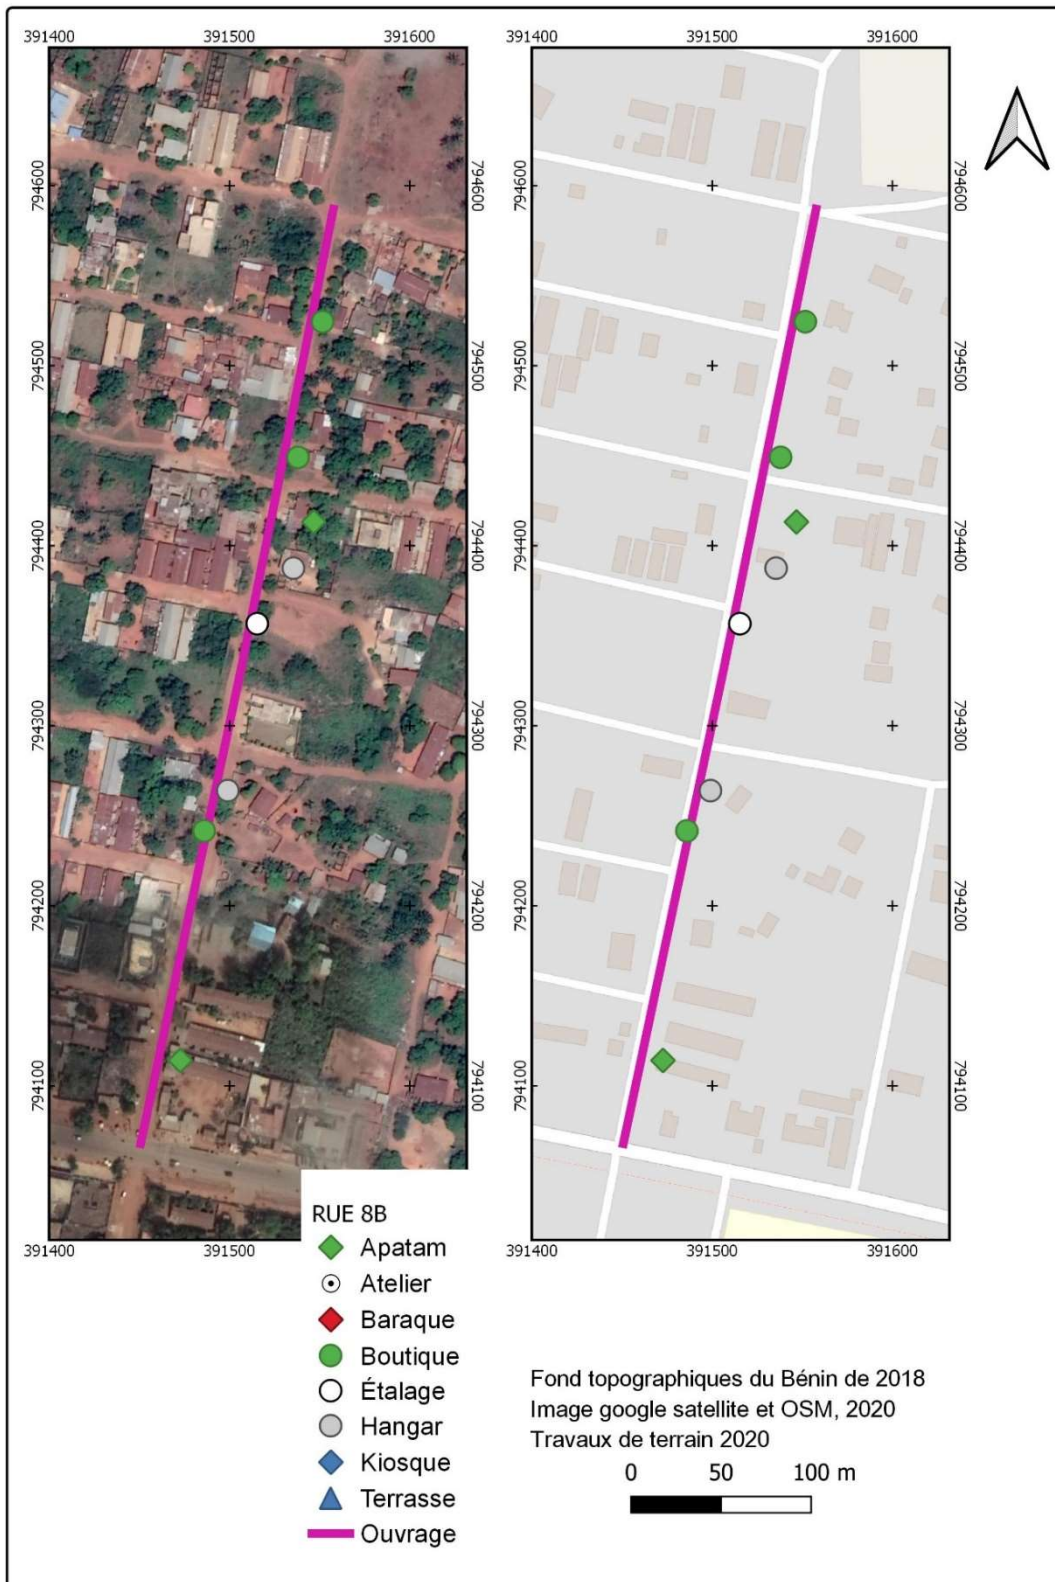 391400 391500 391600 391400 391500 391600
794600 794600 794600 794600
794500 794500 794500 794500
794400 794400 794400 794400
794300 794300 794300 794300
794200 794200 794200 794200
794100 794100 794100 794100
391400 391500 391400 391500 391600
RUE 8B
Apatam
Atelier
Baraque
Boutique
Étalage
Hangar
Kiosque
Terrasse
Ouvrage
Fond topographiques du Bénin de 2018
Image google satellite et OSM, 2020
Travaux de terrain 2020
0 50 100 m